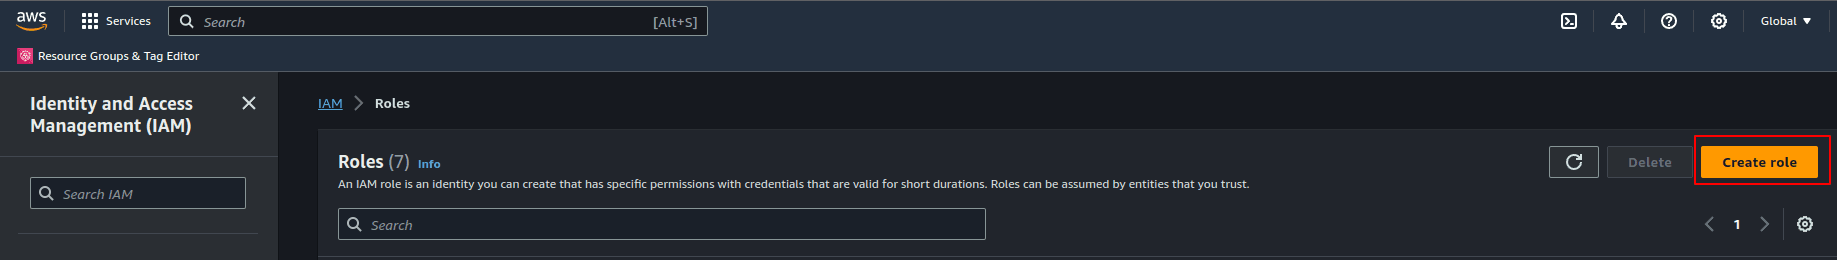 aws Services Search [Alt+S] Global
Resource Groups & Tag Editor
Identity and Access
Management (IAM)
Search IAM
IAM Roles
Roles (7) Info Delete Create role
An IAM role is an identity you can create that has specific permissions with credentials that are valid for short durations. Roles can be assumed by entities that you trust.
Search 1